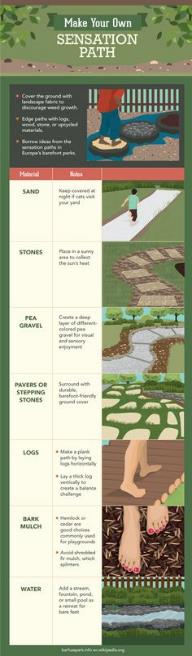 Make Your Own
SENSATION
PATH
Cover the ground with
landscape fabric to
discourage weed growth.
Edge paths with logs,
wood, stone, or upcycled
materials.
Borrow ideas from the
sensation paths in
Europe's barefoot parks.
Material Notes
SAND
Keep covered at
night if cats visit
your yard
STONES
Place in a sunny
area to collect
the sun's heat
PEA
GRAVEL
Create a deep
layer of different-
colored pea
gravel for visual
and sensory
enjoyment
PAVERS OR
STEPPING
STONES
Surround with
durable,
barefoot-friendly
ground cover
LOGS
Make a plank
path by laying
logs horizontally
Lay a thick log
vertically to
create a balance
challenge
BARK
MULCH
Hemlock or
cedar are
good choices
commonly used
for playgrounds
Avoid shredded
fir mulch, which
splinters
WATER
Add a stream,
fountain, pond,
or small pool as
a retreat for
bare feet
barfusspark.info en.wikipedia.org